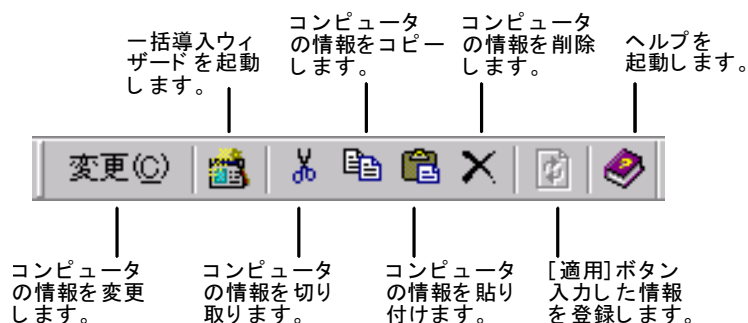 一括導入ウィ
ザードを起動
します。
コンピュータ
の情報をコピー
します。
コンピュータ
の情報を削除
します。
ヘルプを
起動します。
変更(C)
コンピュータ
の情報を変更
します。
コンピュータ
の情報を切り
取ります。
コンピュータ
の情報を貼り
付けます。
[適用]ボタン
入力した情報
を登録します。